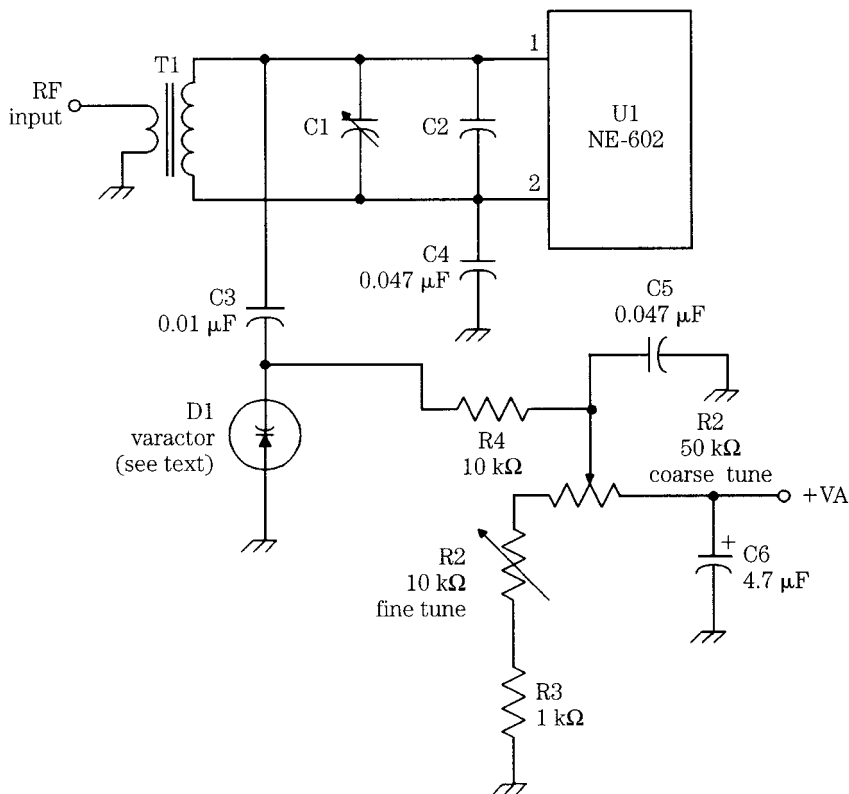 T1
RF
input
C1
C2
1
2
U1
NE-602
C4
0.047 µF
C3
0.01 µF
C5
0.047 µF
D1
varactor
(see text)
R4
10 kΩ
R2
50 kΩ
coarse tune
+VA
R2
10 kΩ
fine tune
+
C6
4.7 µF
R3
1 kΩ